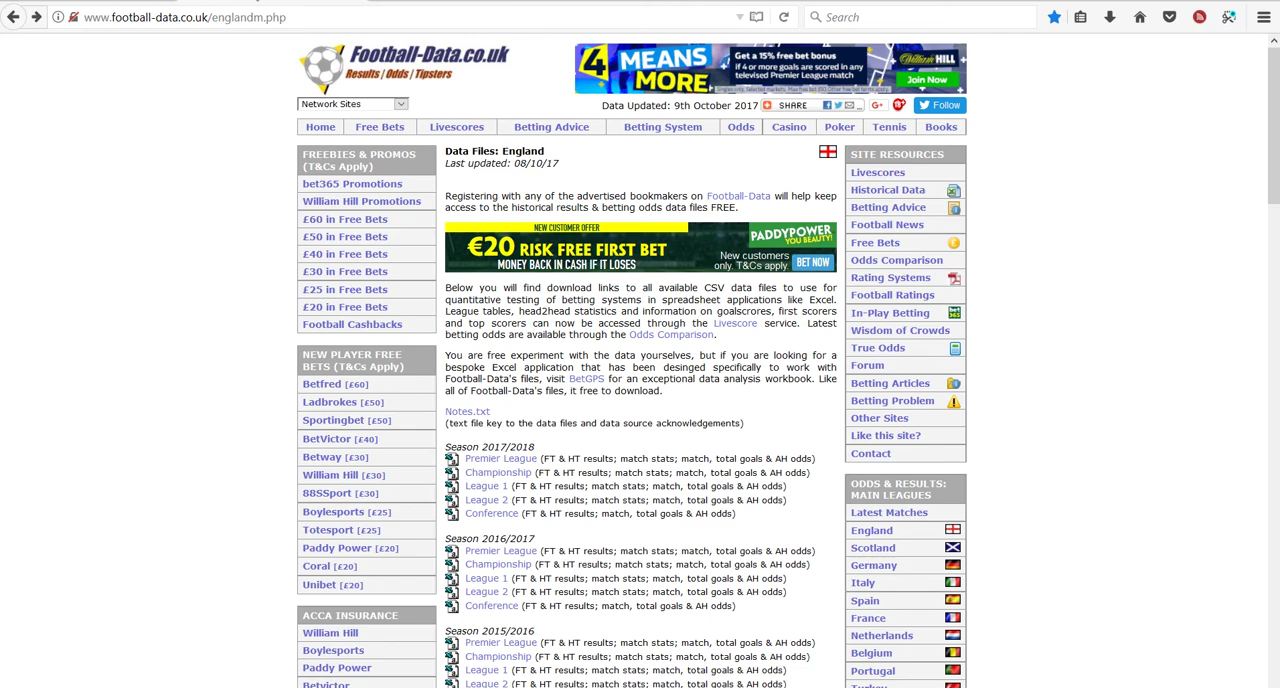 www.football-data.co.uk/englandm.php
Search
Football-Data.co.uk
Results / Odds / Tipsters
4 MEANS MORE
Get a 15% free bet bonus
if 4 or more goals are scored in any
televised Premier League match
William HILL
Join Now
Network Sites
Data Updated: 9th October 2017
SHARE
G+
Follow
Home
Free Bets
Livescores
Betting Advice
Betting System
Odds
Casino
Poker
Tennis
Books
FREEBIES & PROMOS
(T&Cs Apply)
bet365 Promotions
William Hill Promotions
£60 in Free Bets
£50 in Free Bets
£40 in Free Bets
£30 in Free Bets
£25 in Free Bets
£20 in Free Bets
Football Cashbacks
NEW PLAYER FREE
BETS (T&Cs Apply)
Betfred [£60]
Ladbrokes [£50]
Sportingbet [£50]
BetVictor [£40]
Betway [£30]
William Hill [£30]
888Sport [£30]
Boylesports [£25]
Totesport [£25]
Paddy Power [£20]
Coral [£20]
Unibet [£20]
ACCA INSURANCE
William Hill
Boylesports
Paddy Power
Betvictor
Data Files: England
Last updated: 08/10/17
Registering with any of the advertised bookmakers on Football-Data will help keep
access to the historical results & betting odds data files FREE.
NEW CUSTOMER OFFER
€20 RISK FREE FIRST BET
MONEY BACK IN CASH IF IT LOSES
PADDYPOWER
YOU BEAUTY!
New customers
only. T&Cs apply.
BET NOW
Below you will find download links to all available CSV data files to use for
quantitative testing of betting systems in spreadsheet applications like Excel.
League tables, head2head statistics and information on goalscorers, first scorers
and top scorers can now be accessed through the Livescore service. Latest
betting odds are available through the Odds Comparison.
You are free experiment with the data yourselves, but if you are looking for a
bespoke Excel application that has been desinged specifically to work with
Football-Data's files, visit BetGPS for an exceptional data analysis workbook. Like
all of Football-Data's files, it free to download.
Notes.txt
(text file key to the data files and data source acknowledgements)
Season 2017/2018
Premier League (FT & HT results; match stats; match, total goals & AH odds)
Championship (FT & HT results; match stats; match, total goals & AH odds)
League 1 (FT & HT results; match stats; match, total goals & AH odds)
League 2 (FT & HT results; match stats; match, total goals & AH odds)
Conference (FT & HT results; match, total goals & AH odds)
Season 2016/2017
Premier League (FT & HT results; match stats; match, total goals & AH odds)
Championship (FT & HT results; match stats; match, total goals & AH odds)
League 1 (FT & HT results; match stats; match, total goals & AH odds)
League 2 (FT & HT results; match stats; match, total goals & AH odds)
Conference (FT & HT results; match, total goals & AH odds)
Season 2015/2016
Premier League (FT & HT results; match stats; match, total goals & AH odds)
Championship (FT & HT results; match stats; match, total goals & AH odds)
League 1 (FT & HT results; match stats; match, total goals & AH odds)
League 2 (FT & HT results; match stats; match, total goals & AH odds)
SITE RESOURCES
Livescores
Historical Data
Betting Advice
Football News
Free Bets
Odds Comparison
Rating Systems
Football Ratings
In-Play Betting
Wisdom of Crowds
True Odds
Forum
Betting Articles
Betting Problem
Other Sites
Like this site?
Contact
ODDS & RESULTS:
MAIN LEAGUES
Latest Matches
England
Scotland
Germany
Italy
Spain
France
Netherlands
Belgium
Portugal
Turkey